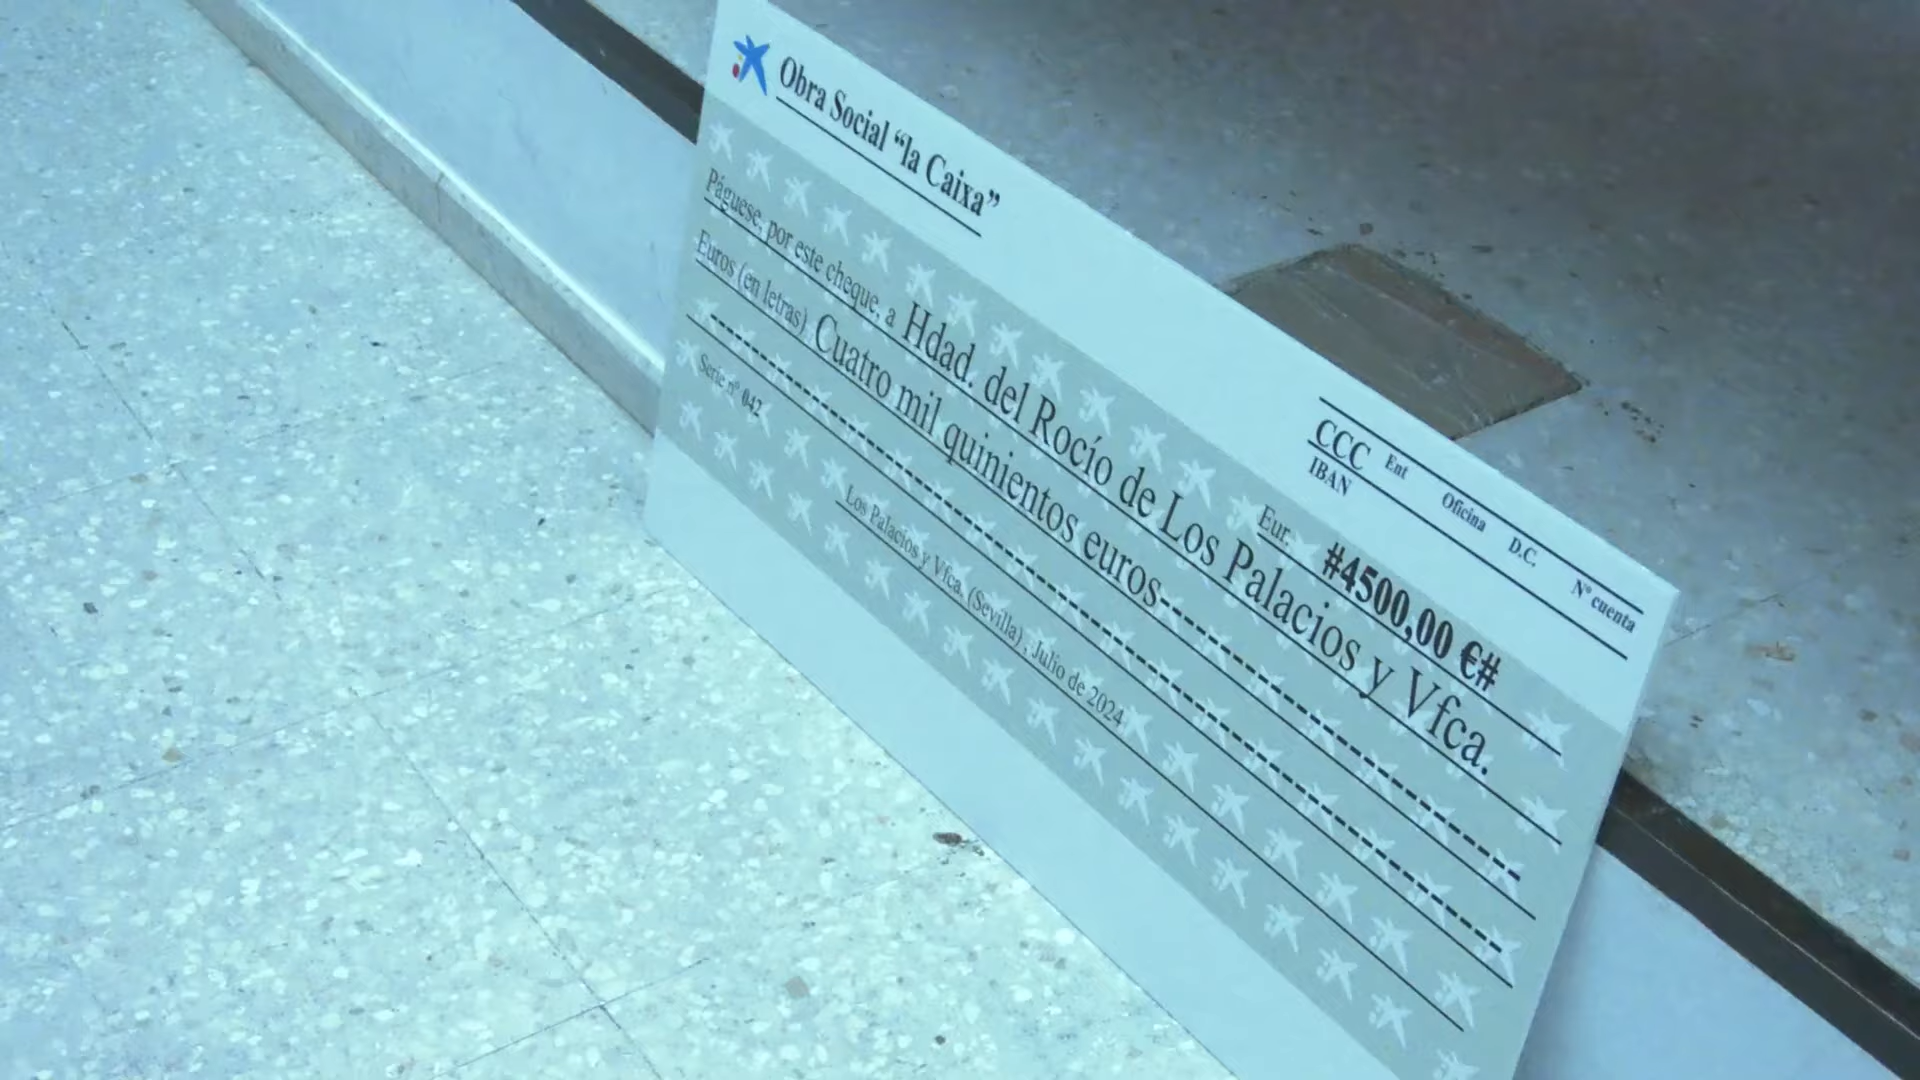 Obra Social “la Caixa”
CCC Ent Oficina D.C. Nº cuenta
IBAN
Eur. #4500,00 €#
Páguese, por este cheque, a Hdad. del Rocío de Los Palacios y Vfca.
Euros (en letras) Cuatro mil quinientos euros
Serie nº 042
Los Palacios y Vfca. (Sevilla), Julio de 2024